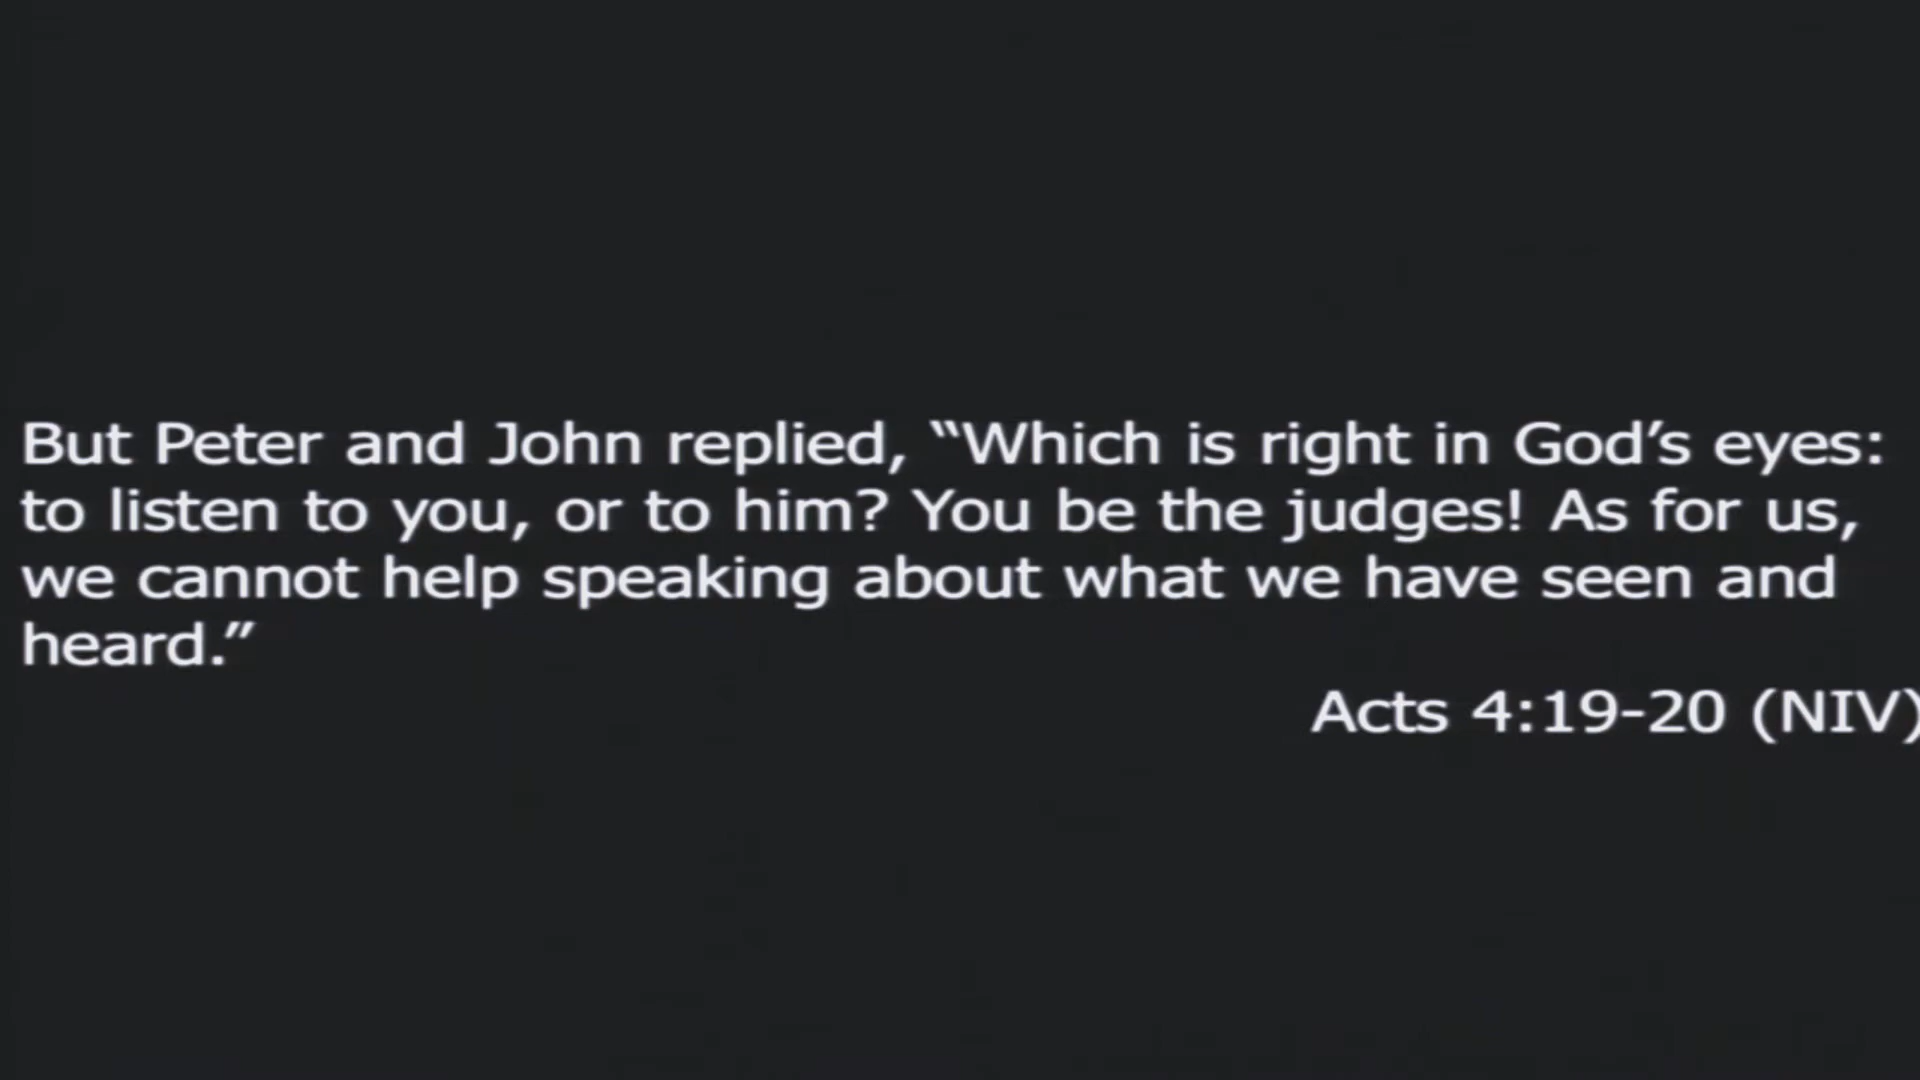 But Peter and John replied, “Which is right in God’s eyes:
to listen to you, or to him? You be the judges! As for us,
we cannot help speaking about what we have seen and
heard.”
Acts 4:19-20 (NIV)